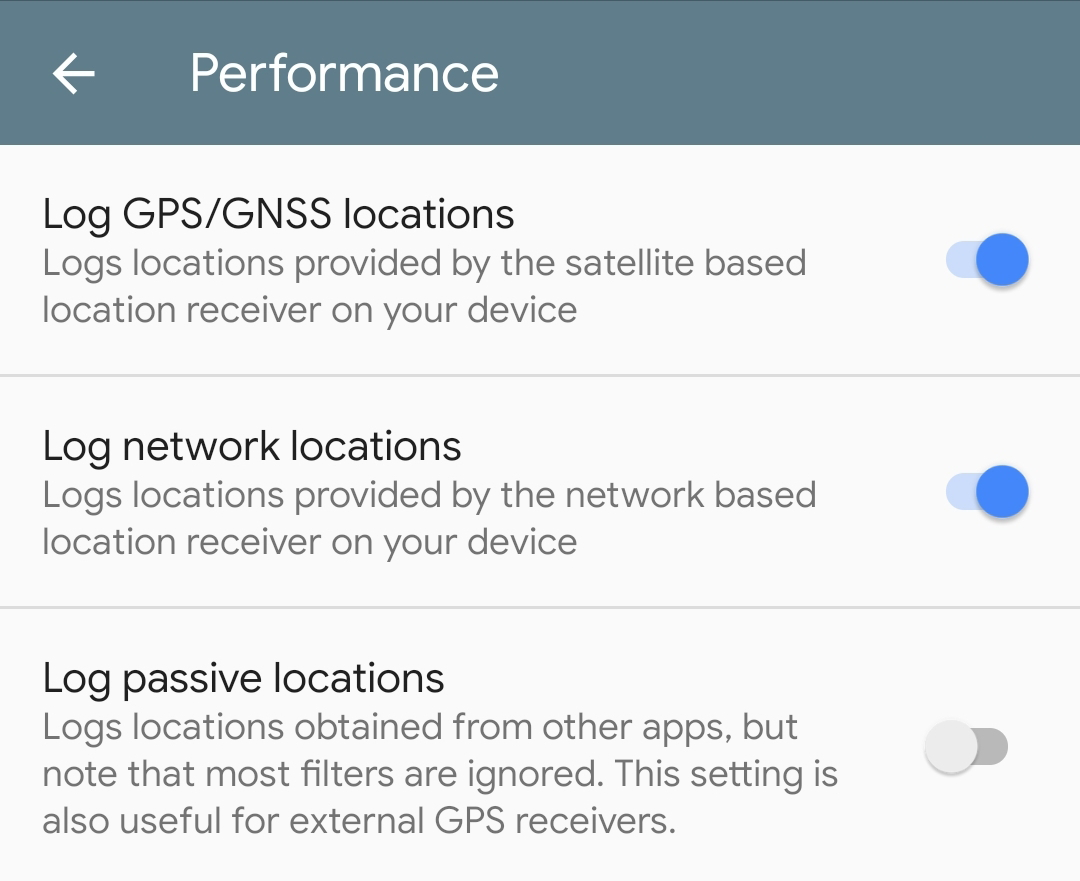 Performance
Log GPS/GNSS locations
Logs locations provided by the satellite based
location receiver on your device
Log network locations
Logs locations provided by the network based
location receiver on your device
Log passive locations
Logs locations obtained from other apps, but
note that most filters are ignored. This setting is
also useful for external GPS receivers.